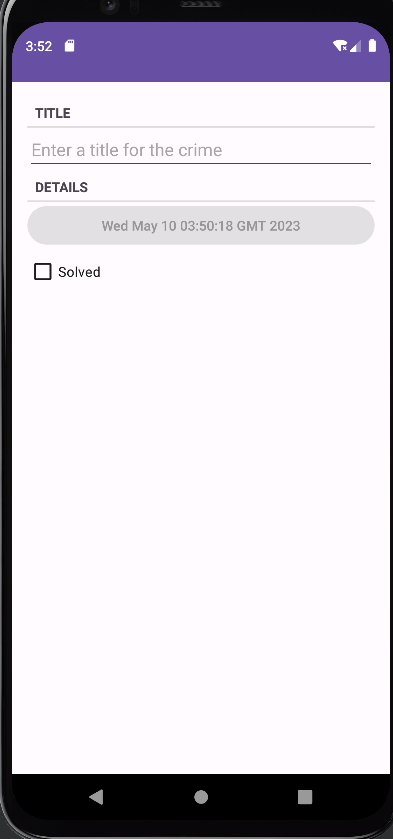 3:52
TITLE
Enter a title for the crime
DETAILS
Wed May 10 03:50:18 GMT 2023
Solved